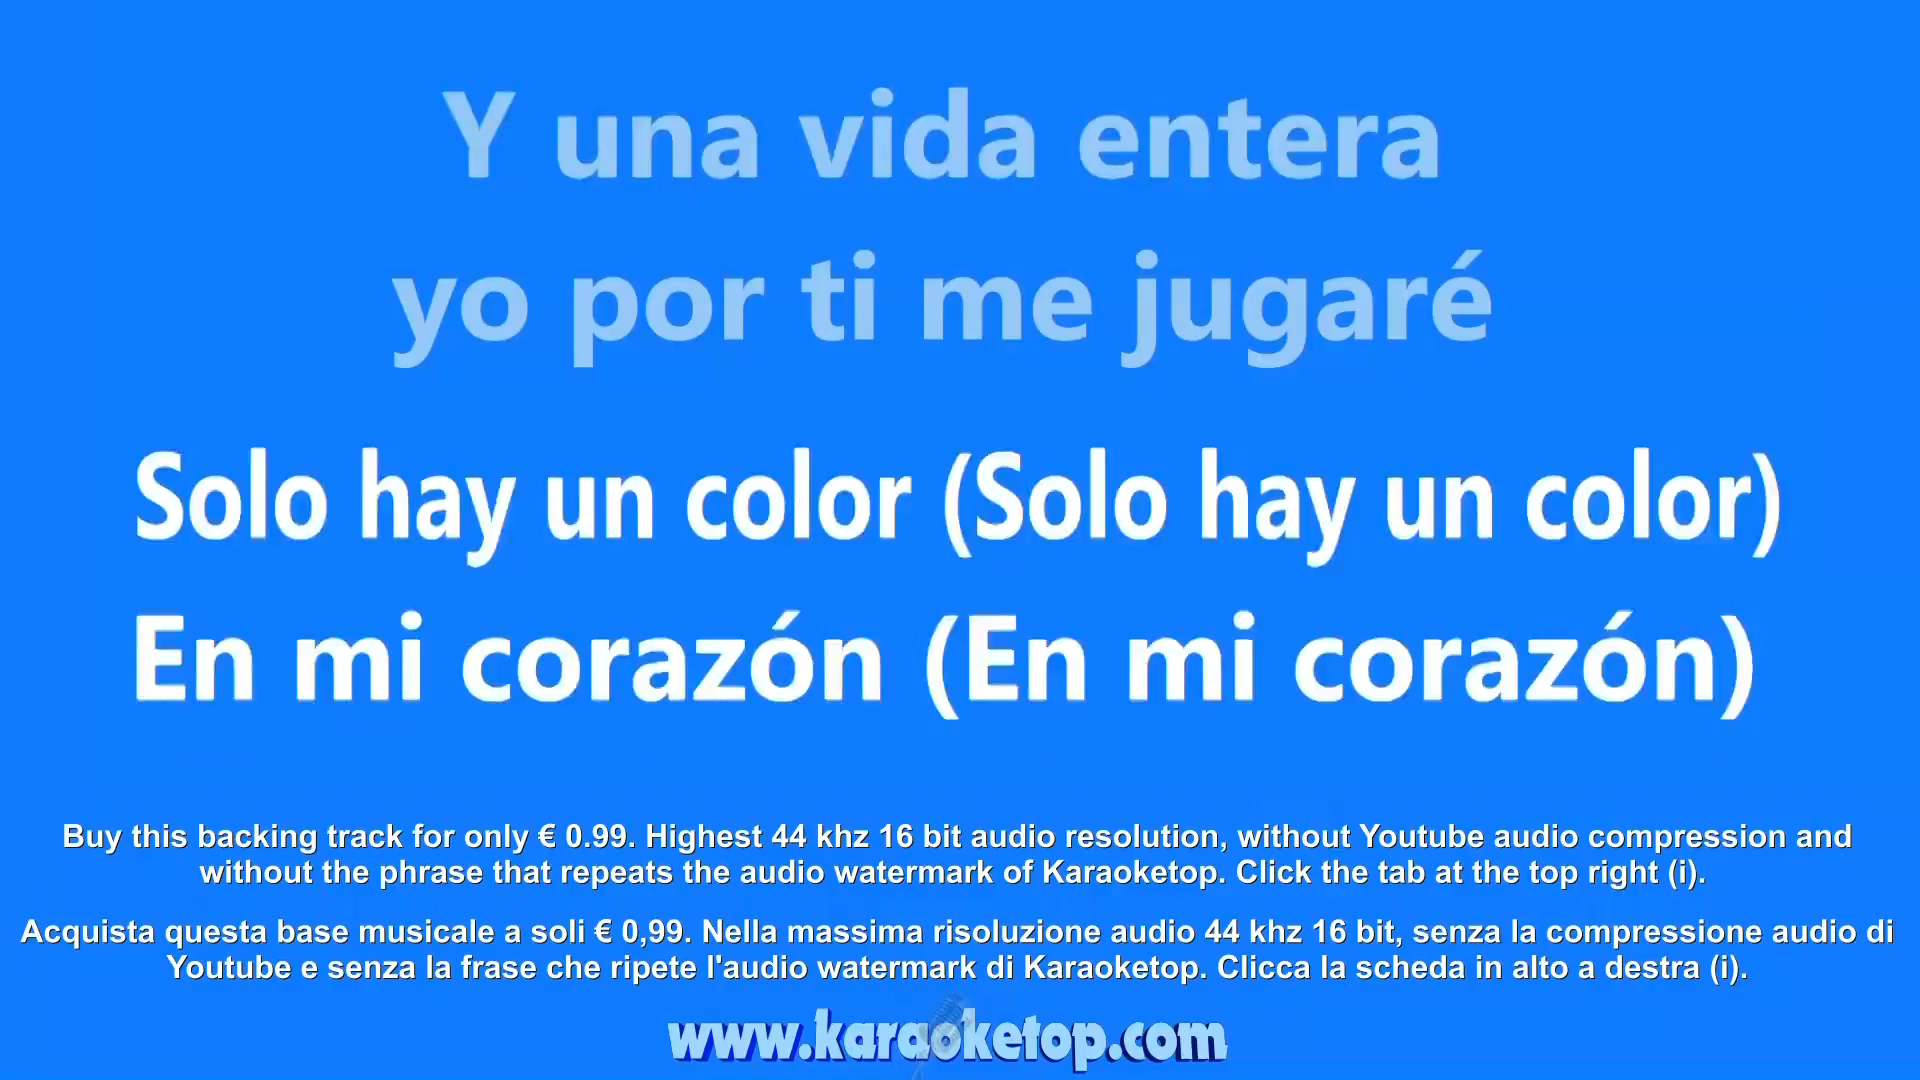 Y una vida entera
yo por ti me jugaré
Solo hay un color (Solo hay un color)
En mi corazón (En mi corazón)
Buy this backing track for only € 0.99. Highest 44 khz 16 bit audio resolution, without Youtube audio compression and
without the phrase that repeats the audio watermark of Karaoketop. Click the tab at the top right (i).
Acquista questa base musicale a soli € 0,99. Nella massima risoluzione audio 44 khz 16 bit, senza la compressione audio di
Youtube e senza la frase che ripete l'audio watermark di Karaoketop. Clicca la scheda in alto a destra (i).
www.karaoketop.com